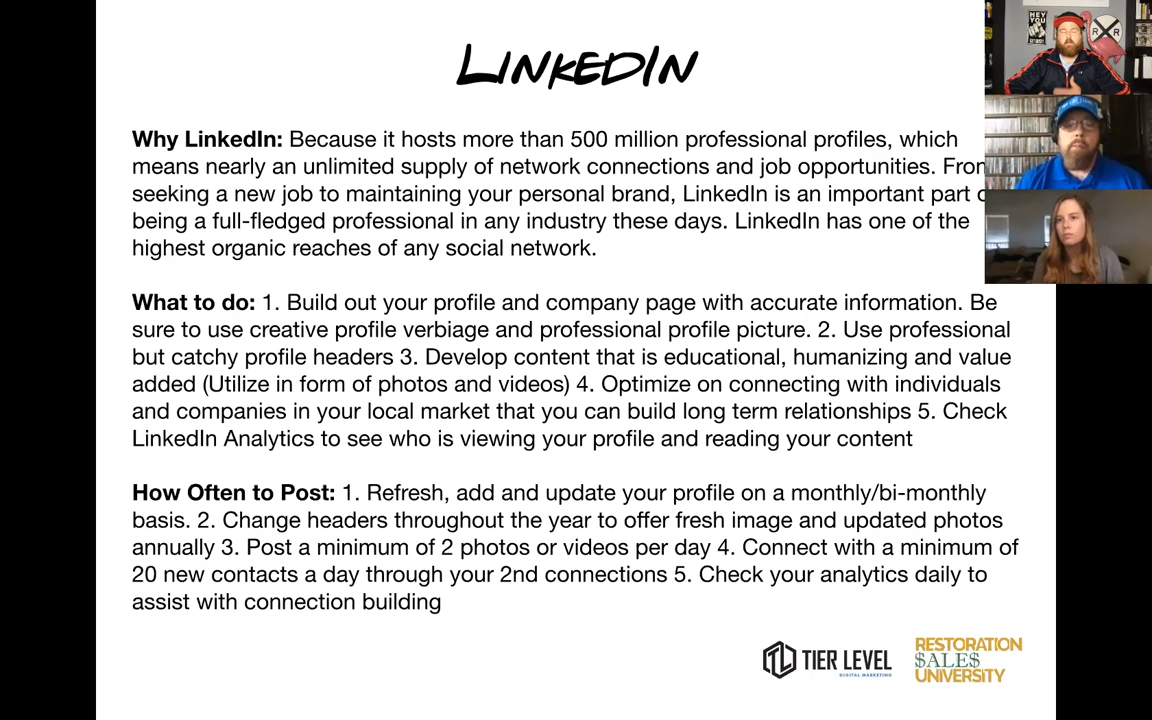 LINKEDIN
Why LinkedIn: Because it hosts more than 500 million professional profiles, which
means nearly an unlimited supply of network connections and job opportunities. From
seeking a new job to maintaining your personal brand, LinkedIn is an important part
being a full-fledged professional in any industry these days. LinkedIn has one of the
highest organic reaches of any social network.
What to do: 1. Build out your profile and company page with accurate information. Be
sure to use creative profile verbiage and professional profile picture. 2. Use professional
but catchy profile headers 3. Develop content that is educational, humanizing and value
added (Utilize in form of photos and videos) 4. Optimize on connecting with individuals
and companies in your local market that you can build long term relationships 5. Check
LinkedIn Analytics to see who is viewing your profile and reading your content
How Often to Post: 1. Refresh, add and update your profile on a monthly/bi-monthly
basis. 2. Change headers throughout the year to offer fresh image and updated photos
annually 3. Post a minimum of 2 photos or videos per day 4. Connect with a minimum of
20 new contacts a day through your 2nd connections 5. Check your analytics daily to
assist with connection building
TIER LEVEL
DIGITAL MARKETING
RESTORATION
$ALE$
UNIVERSITY
HEY
YOU
R R